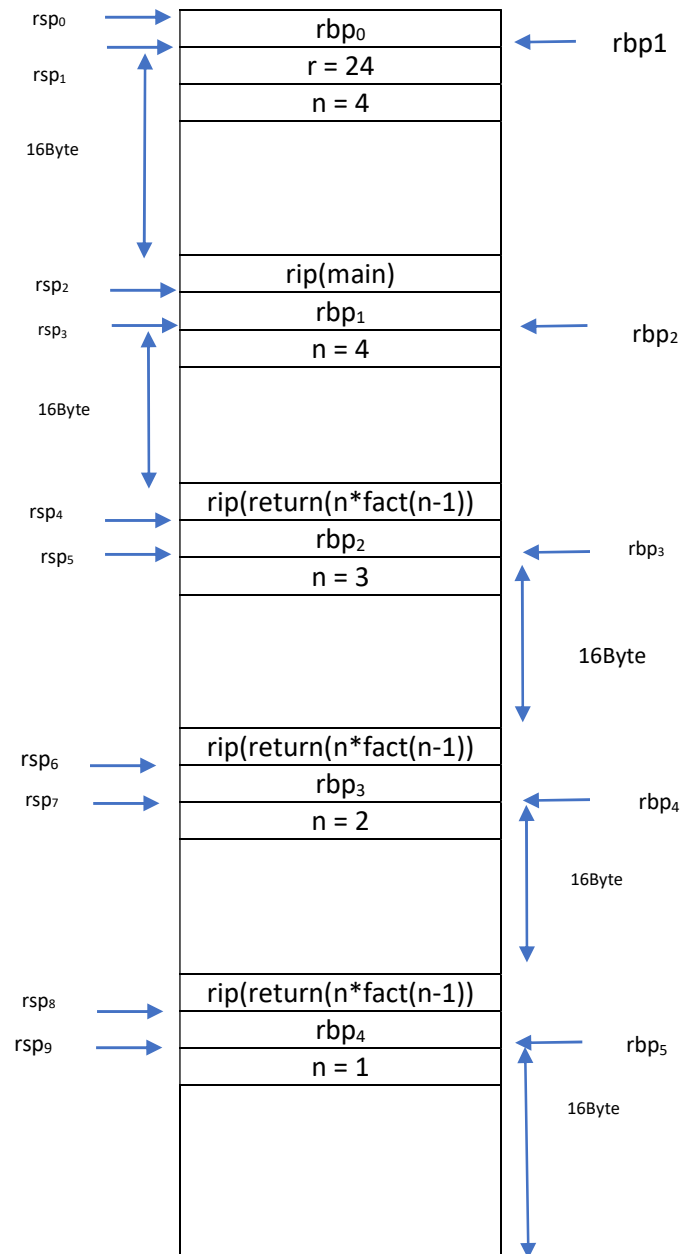 rsp₀
rbp₀
rbp1
rsp₁
r = 24
n = 4
16Byte
rip(main)
rsp₂
rbp₁
rsp₃
rbp₂
n = 4
16Byte
rip(return(n*fact(n-1))
rsp₄
rbp₂
rsp₅
rbp₃
n = 3
16Byte
rip(return(n*fact(n-1))
rsp₆
rbp₃
rsp₇
rbp₄
n = 2
16Byte
rip(return(n*fact(n-1))
rsp₈
rbp₄
rsp₉
rbp₅
n = 1
16Byte